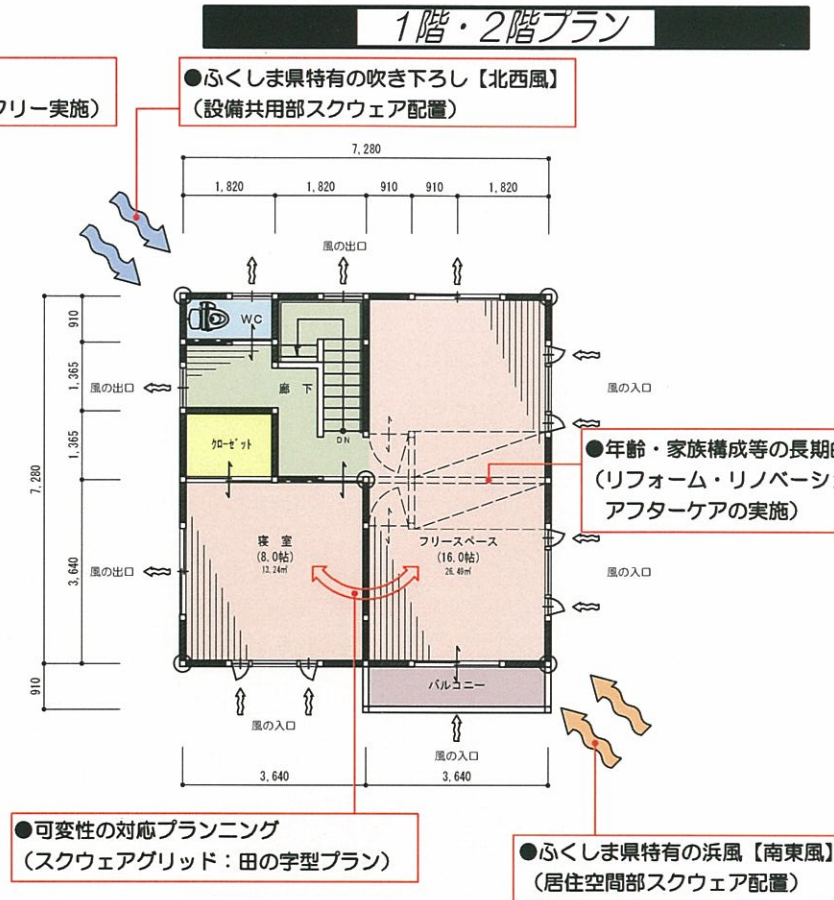 1階・2階プラン
フリー実施)
●ふくしま県特有の吹き下ろし【北西風】
(設備共用部スクウェア配置)
7,280
1,820 1,820 910 910 1,820
風の出口
910
1,365
1,365
3,640
7,280
910
風の出口
風の出口
WC
廊下
DN
クローゼット
寝室
(8.0帖)
13.24㎡
フリースペース
(16.0帖)
26.49㎡
バルコニー
風の入口
風の入口
●年齢・家族構成等の長期的
(リフォーム・リノベーシ
アフターケアの実施)
風の入口
風の入口
3,640 3,640
●可変性の対応プランニング
(スクウェアグリッド:田の字型プラン)
●ふくしま県特有の浜風【南東風】
(居住空間部スクウェア配置)